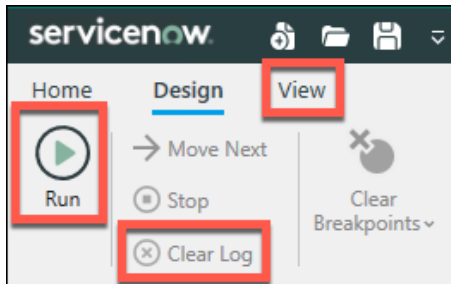 servicenow
Home Design View
Run
Move Next
Stop
Clear Log
Clear
Breakpoints